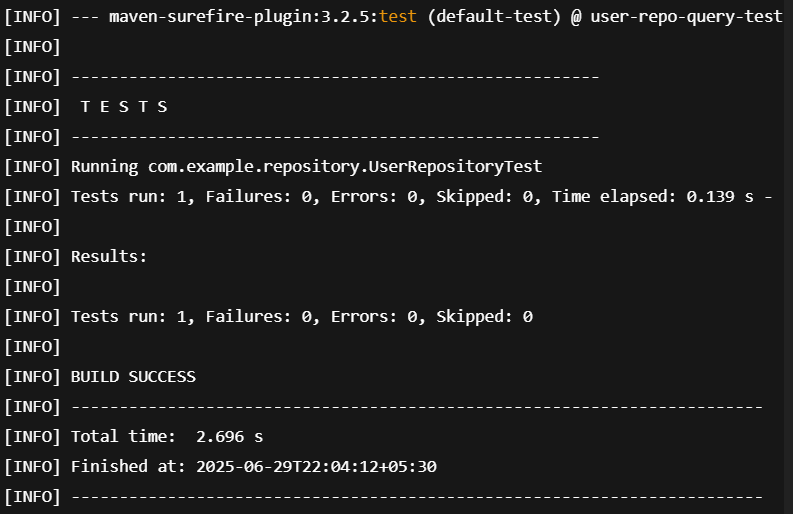 [INFO] --- maven-surefire-plugin:3.2.5:test (default-test) @ user-repo-query-test
[INFO]
[INFO] -------------------------------------------------------
[INFO]  T E S T S
[INFO] -------------------------------------------------------
[INFO] Running com.example.repository.UserRepositoryTest
[INFO] Tests run: 1, Failures: 0, Errors: 0, Skipped: 0, Time elapsed: 0.139 s -
[INFO]
[INFO] Results:
[INFO]
[INFO] Tests run: 1, Failures: 0, Errors: 0, Skipped: 0
[INFO]
[INFO] BUILD SUCCESS
[INFO] ------------------------------------------------------------------------
[INFO] Total time:  2.696 s
[INFO] Finished at: 2025-06-29T22:04:12+05:30
[INFO] ------------------------------------------------------------------------